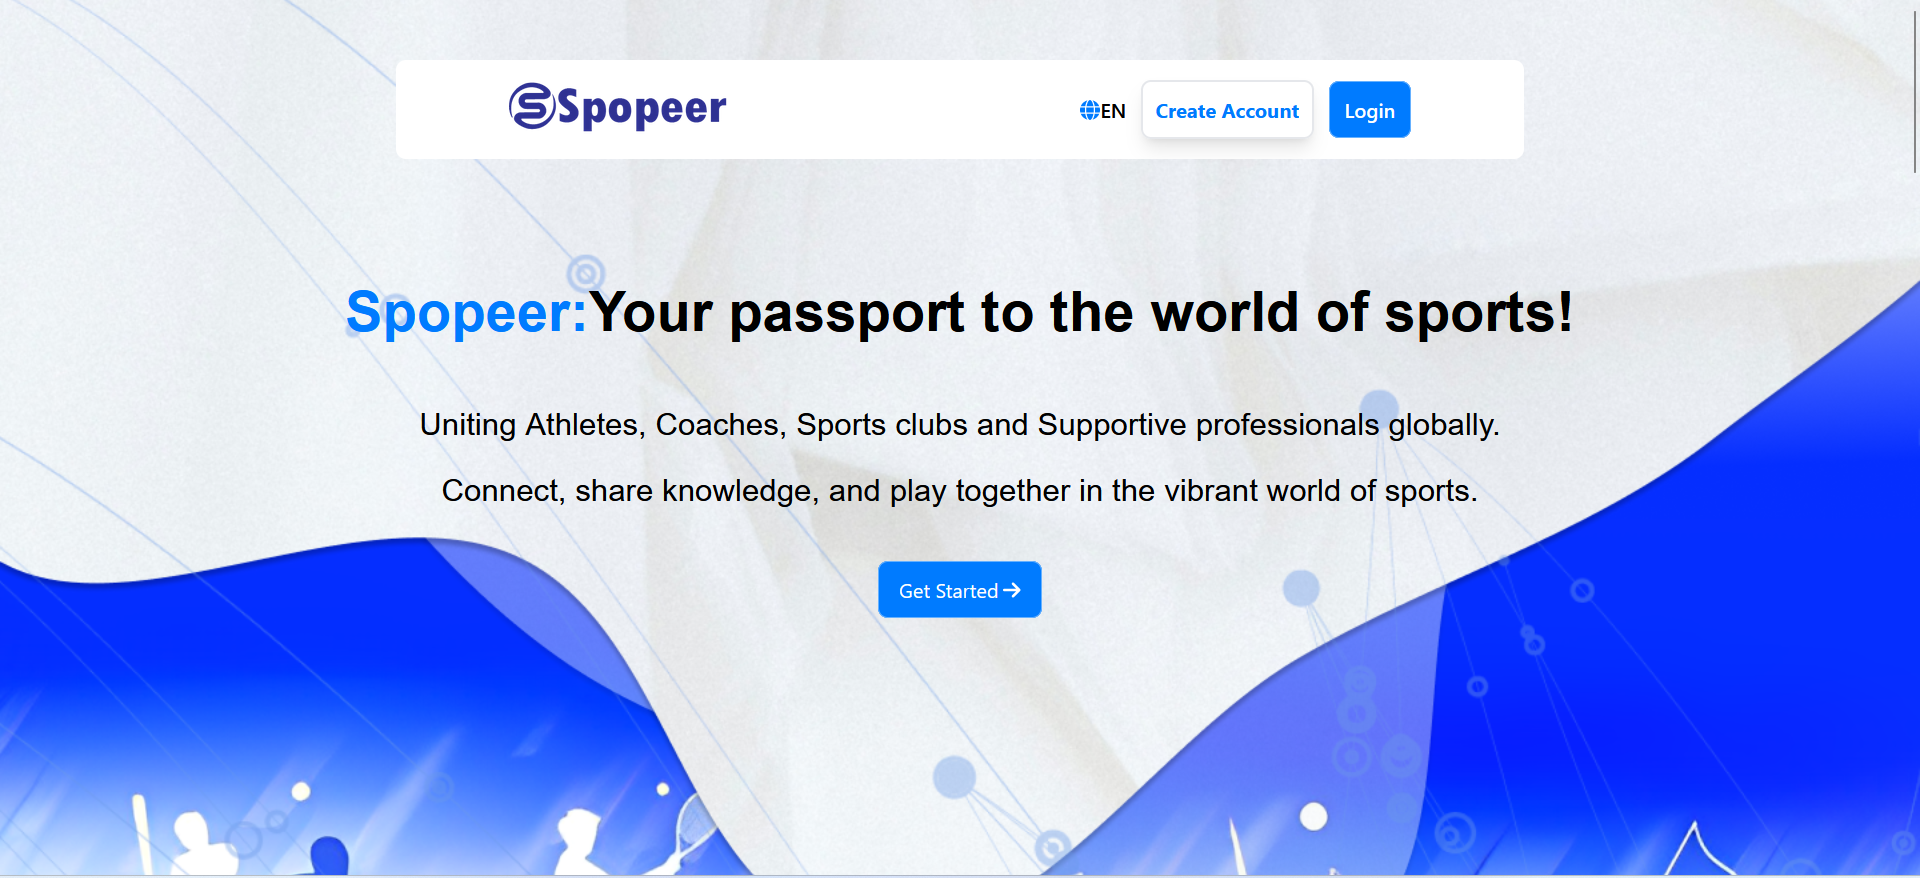 Spopeer
EN
Create Account
Login
Spopeer:Your passport to the world of sports!
Uniting Athletes, Coaches, Sports clubs and Supportive professionals globally.
Connect, share knowledge, and play together in the vibrant world of sports.
Get Started